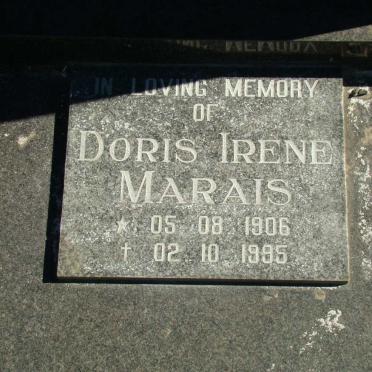 IN LOVING MEMORY
OF
DORIS IRENE
MARAIS
* 05 08 1906
† 02 10 1995